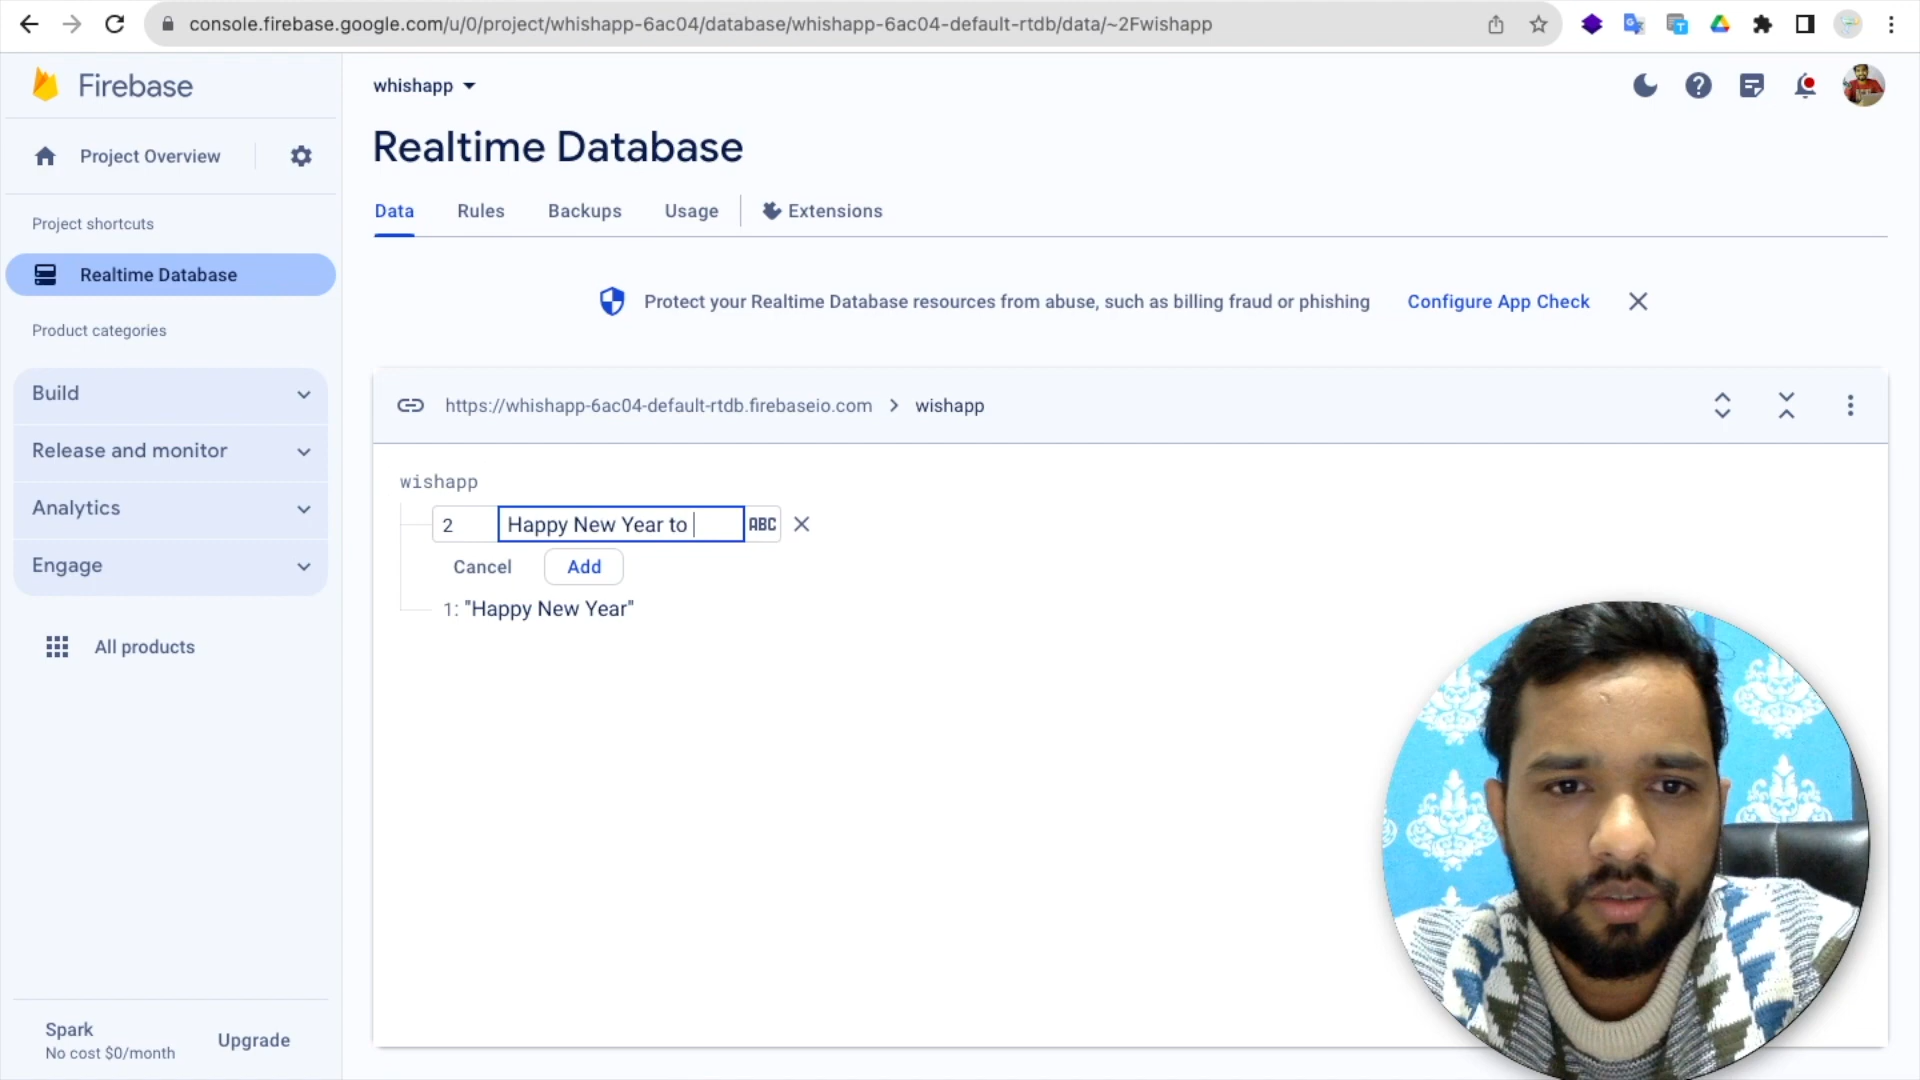 console.firebase.google.com/u/0/project/whishapp-6ac04/database/whishapp-6ac04-default-rtdb/data/~2Fwishapp
Firebase
whishapp
Project Overview
Realtime Database
Data Rules Backups Usage Extensions
Project shortcuts
Realtime Database
Protect your Realtime Database resources from abuse, such as billing fraud or phishing Configure App Check
Product categories
Build
Release and monitor
Analytics
Engage
All products
https://whishapp-6ac04-default-rtdb.firebaseio.com > wishapp
wishapp
2 Happy New Year to ABC
Cancel Add
1: "Happy New Year"
Spark
No cost $0/month
Upgrade